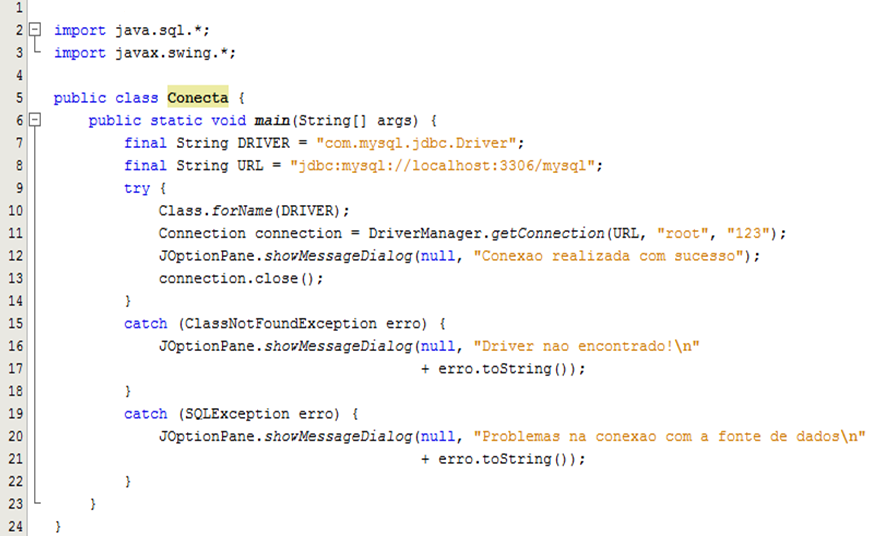 1
2 import java.sql.*;
3 import javax.swing.*;
4
5 public class Conecta {
6 public static void main(String[] args) {
7 final String DRIVER = "com.mysql.jdbc.Driver";
8 final String URL = "jdbc:mysql://localhost:3306/mysql";
9 try {
10 Class.forName(DRIVER);
11 Connection connection = DriverManager.getConnection(URL, "root", "123");
12 JOptionPane.showMessageDialog(null, "Conexao realizada com sucesso");
13 connection.close();
14 }
15 catch (ClassNotFoundException erro) {
16 JOptionPane.showMessageDialog(null, "Driver nao encontrado!\n"
17 + erro.toString());
18 }
19 catch (SQLException erro) {
20 JOptionPane.showMessageDialog(null, "Problemas na conexao com a fonte de dados\n"
21 + erro.toString());
22 }
23 }
24 }